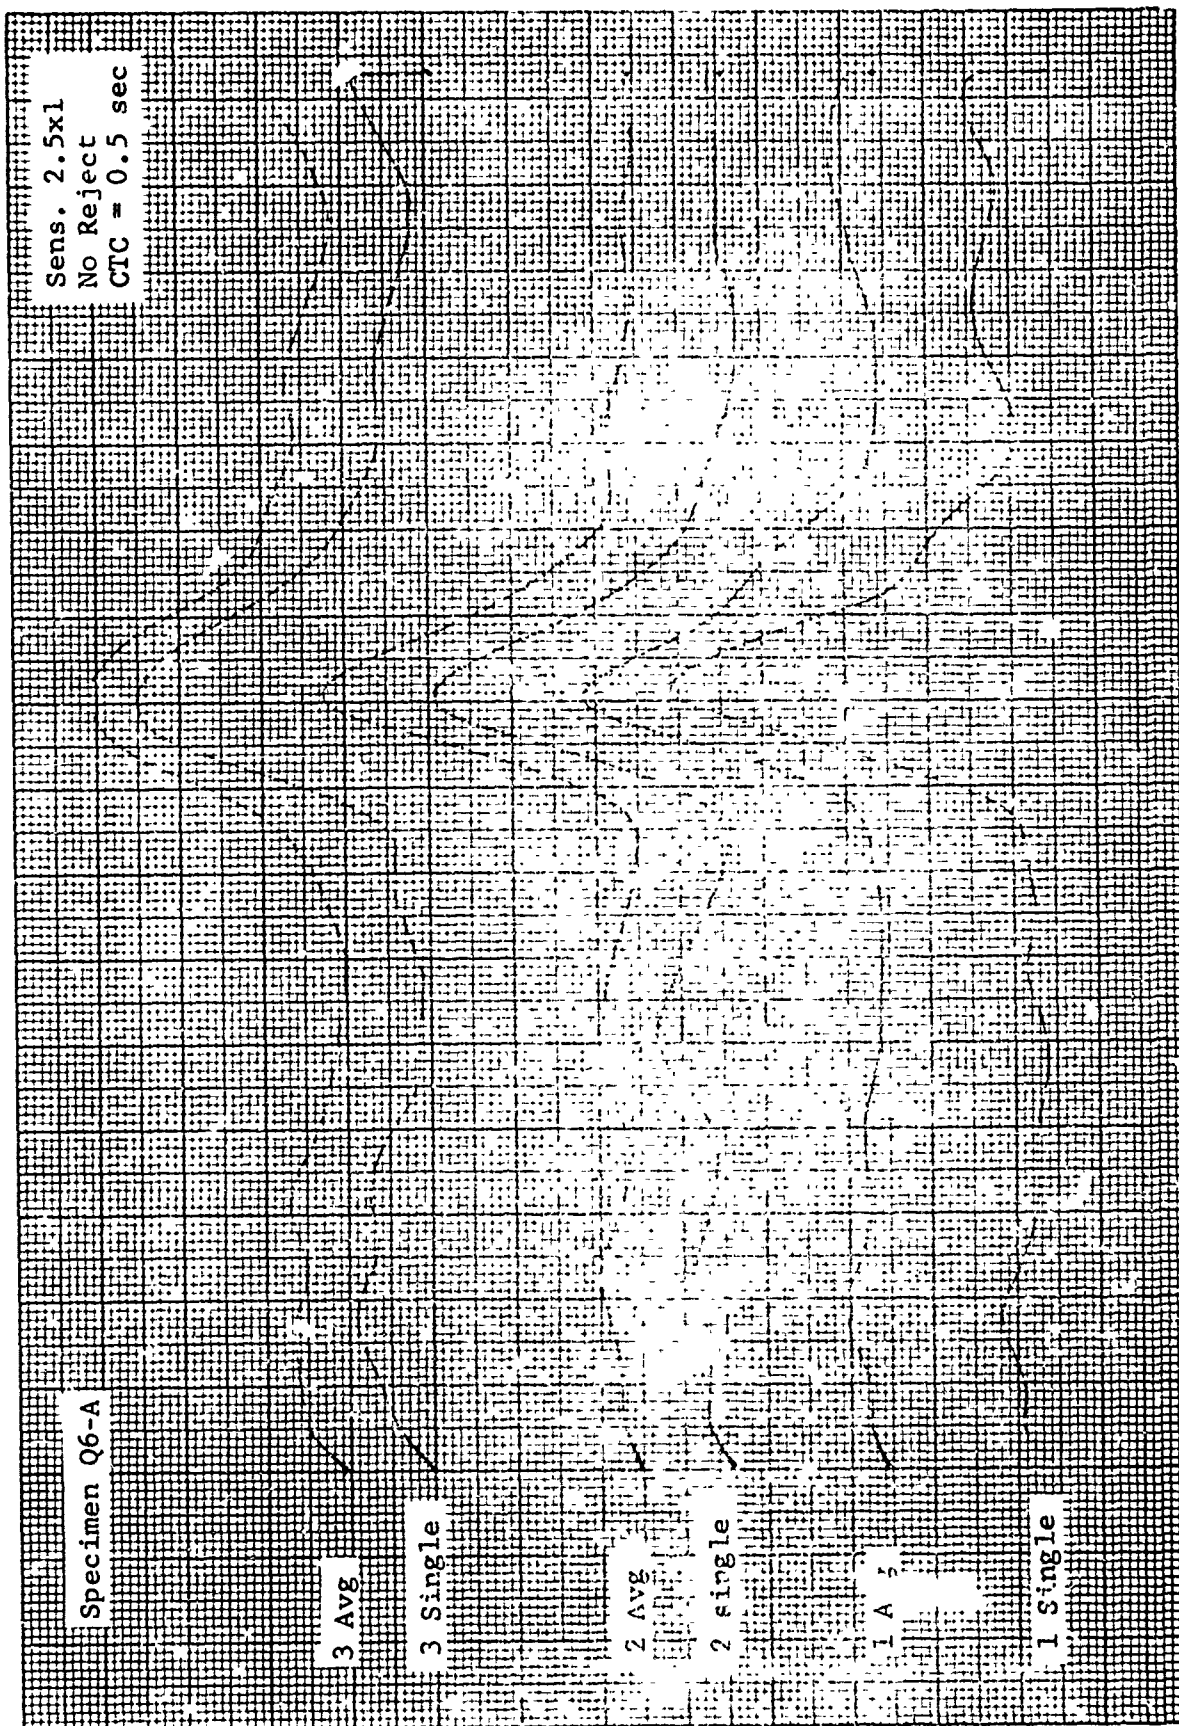 Specimen Q6-A
Sens. 2.5x1
No Reject
CTC = 0.5 sec
3 Avg
3 Single
2 Avg
2 single
1
1 Single